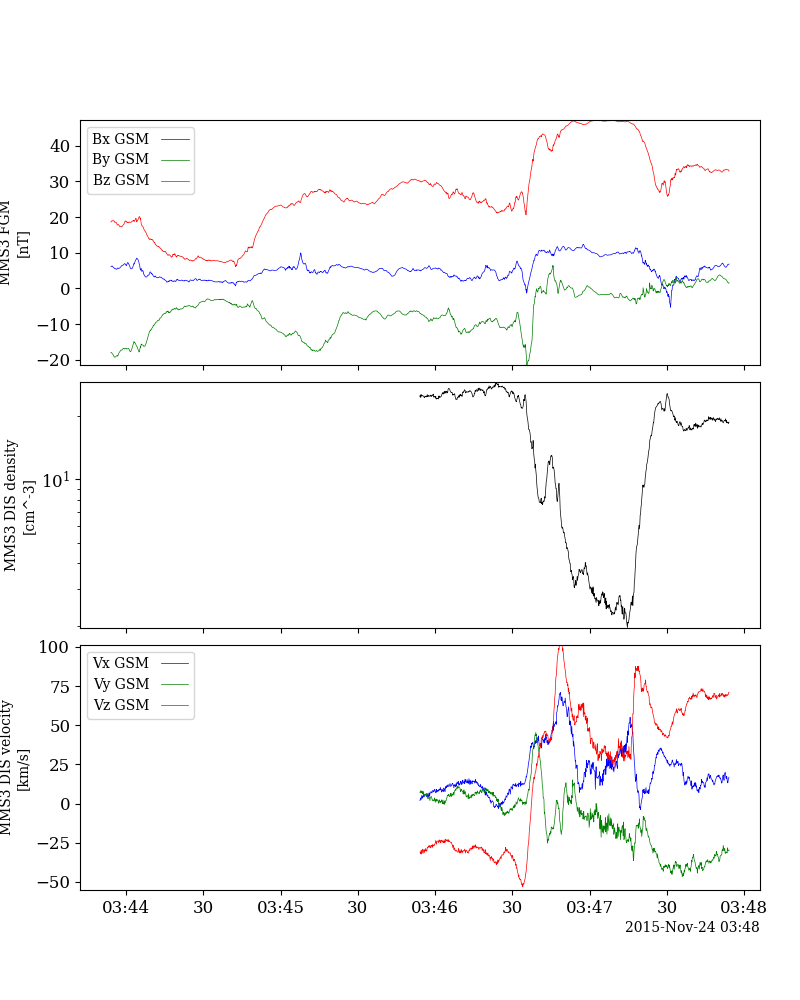 MMS3 FGM
[nT]
40
30
20
10
0
−10
−20
Bx GSM
By GSM
Bz GSM
MMS3 DIS density
[cm^-3]
10^1
MMS3 DIS velocity
[km/s]
100
75
50
25
0
−25
−50
Vx GSM
Vy GSM
Vz GSM
03:44 30 03:45 30 03:46 30 03:47 30 03:48
2015-Nov-24 03:48